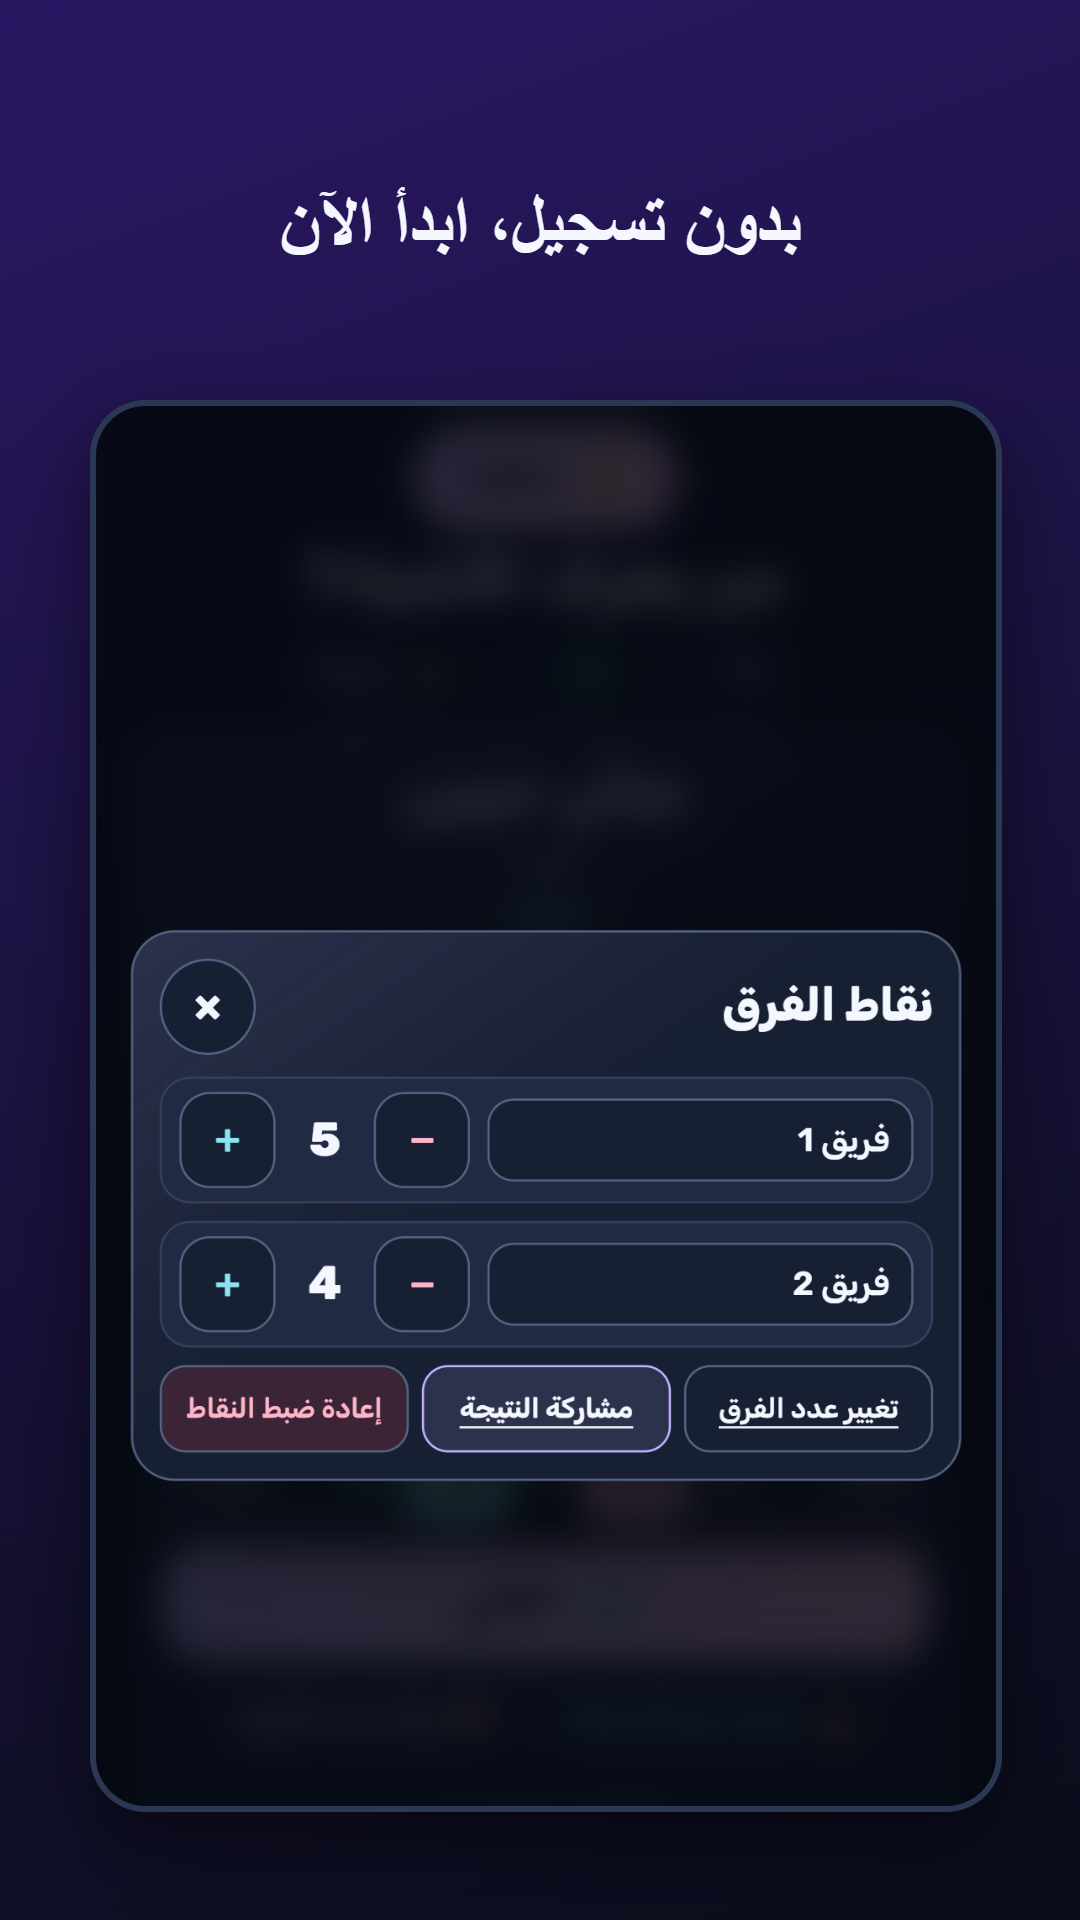 بدون تسجيل، ابدأ الآن
نقاط الفرق ×
فريق 1 − 5 +
فريق 2 − 4 +
تغيير عدد الفرق
مشاركة النتيجة
إعادة ضبط النقاط